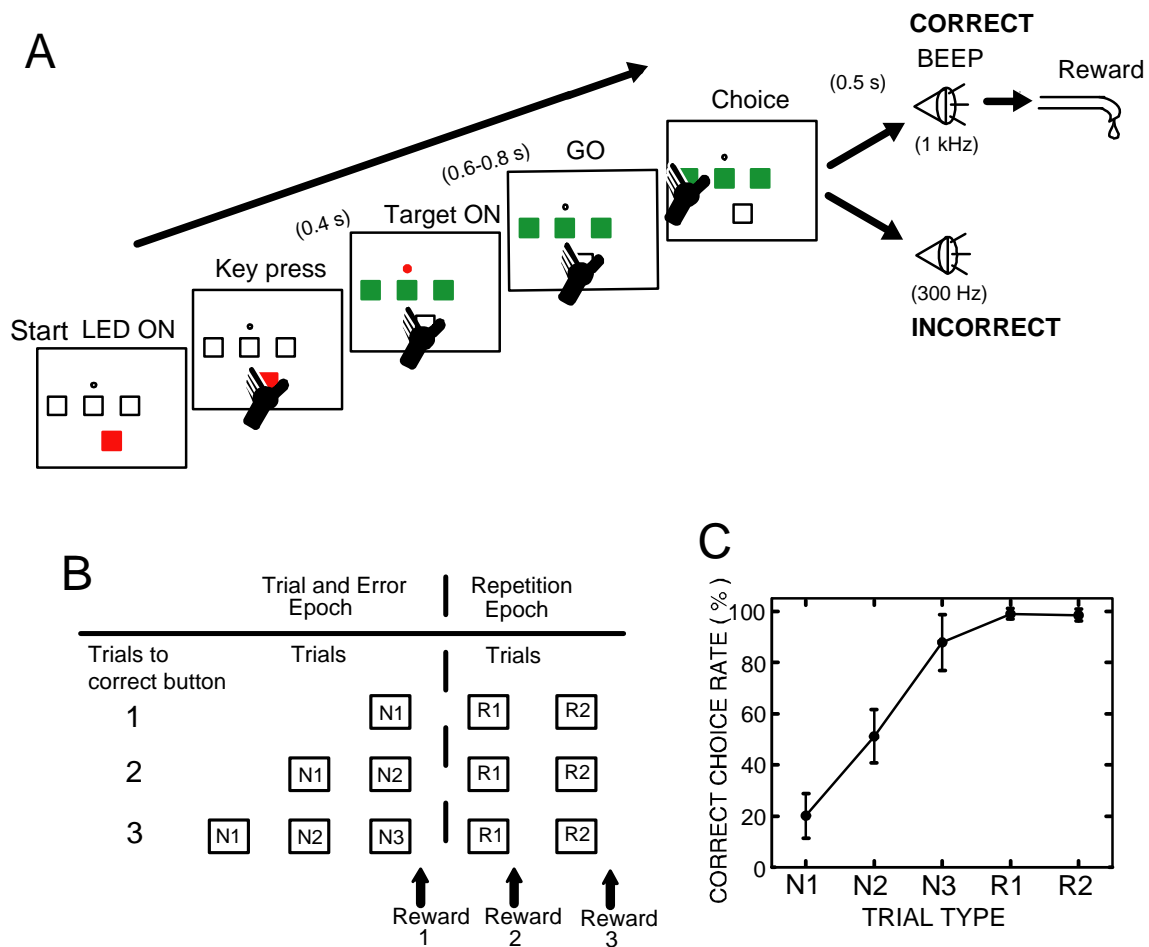 A
CORRECT
BEEP
(0.5 s)
Reward
Choice
(1 kHz)
(0.6-0.8 s)
GO
(0.4 s)
Target ON
Key press
(300 Hz)
INCORRECT
Start LED ON
B
Trial and Error
Epoch
Repetition
Epoch
Trials to
correct button
Trials
Trials
1 N1 R1 R2
2 N1 N2 R1 R2
3 N1 N2 N3 R1 R2
Reward
1
Reward
2
Reward
3
C
CORRECT CHOICE RATE ( % )
100
80
60
40
20
0
N1 N2 N3 R1 R2
TRIAL TYPE